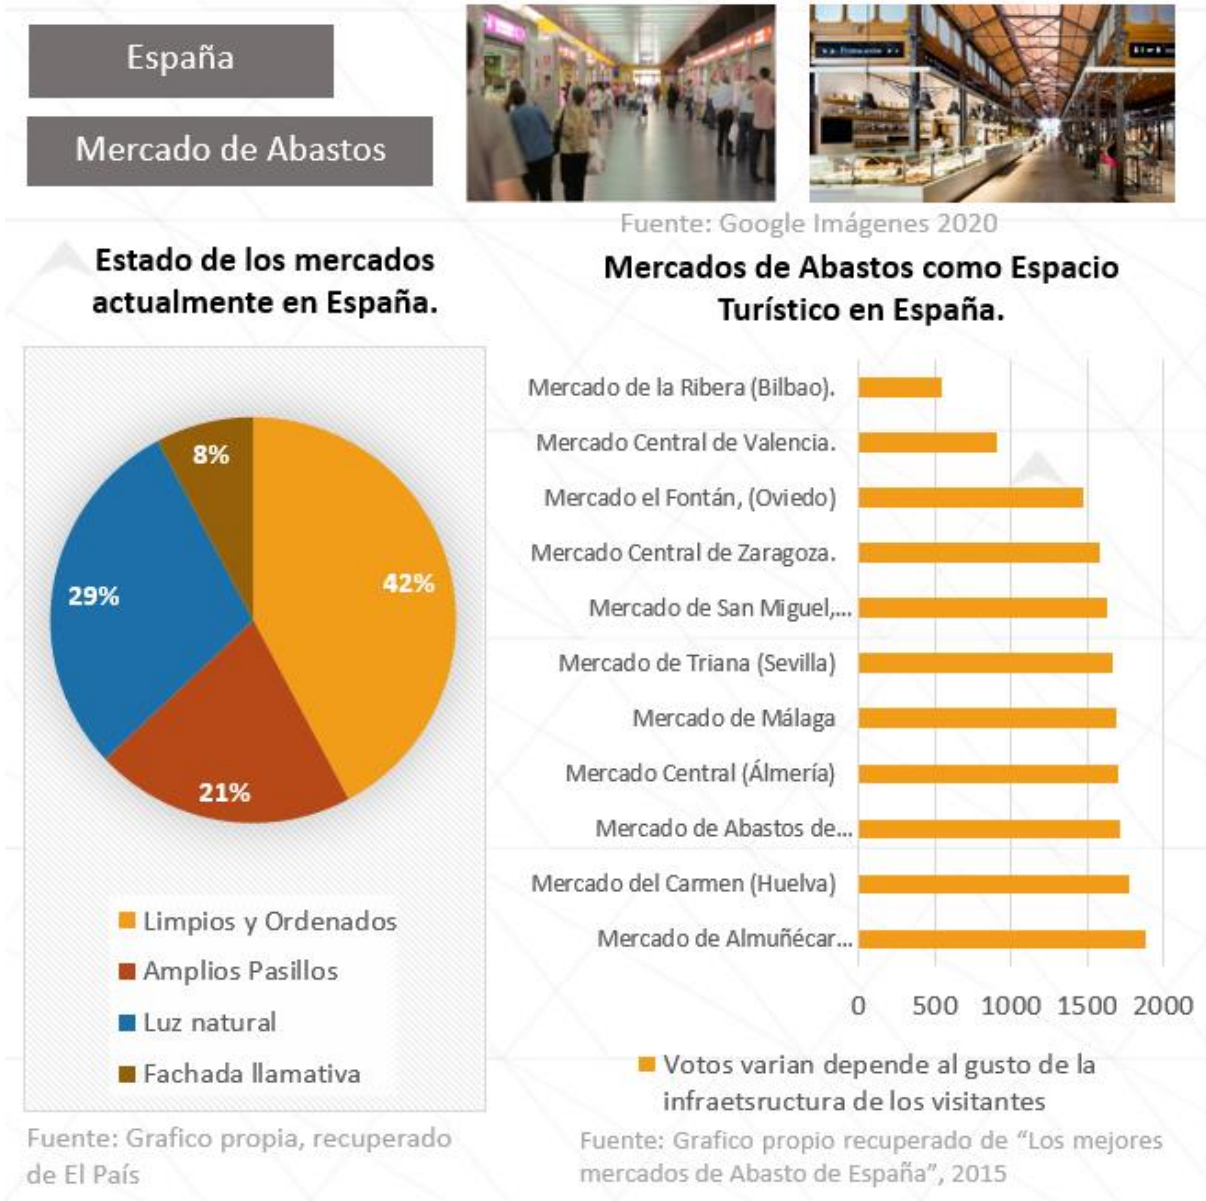 España
Mercado de Abastos
Fuente: Google Imágenes 2020
Estado de los mercados
actualmente en España.
8%
42%
29%
21%
Limpios y Ordenados
Amplios Pasillos
Luz natural
Fachada llamativa
Fuente: Grafico propia, recuperado
de El País
Mercados de Abastos como Espacio
Turístico en España.
Mercado de la Ribera (Bilbao).
Mercado Central de Valencia.
Mercado el Fontán, (Oviedo)
Mercado Central de Zaragoza.
Mercado de San Miguel,...
Mercado de Triana (Sevilla)
Mercado de Málaga
Mercado Central (Álmería)
Mercado de Abastos de...
Mercado del Carmen (Huelva)
Mercado de Almuñécar...
0 500 1000 1500 2000
Votos varian depende al gusto de la
infraetsructura de los visitantes
Fuente: Grafico propio recuperado de “Los mejores
mercados de Abasto de España”, 2015